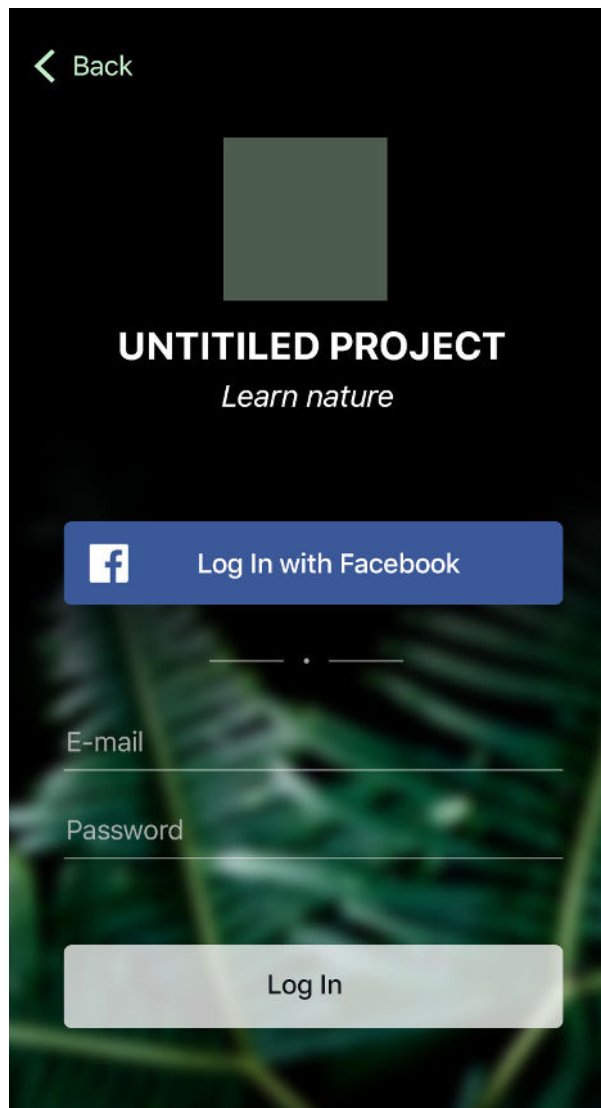 Back
UNTITILED PROJECT
Learn nature
Log In with Facebook
E-mail
Password
Log In